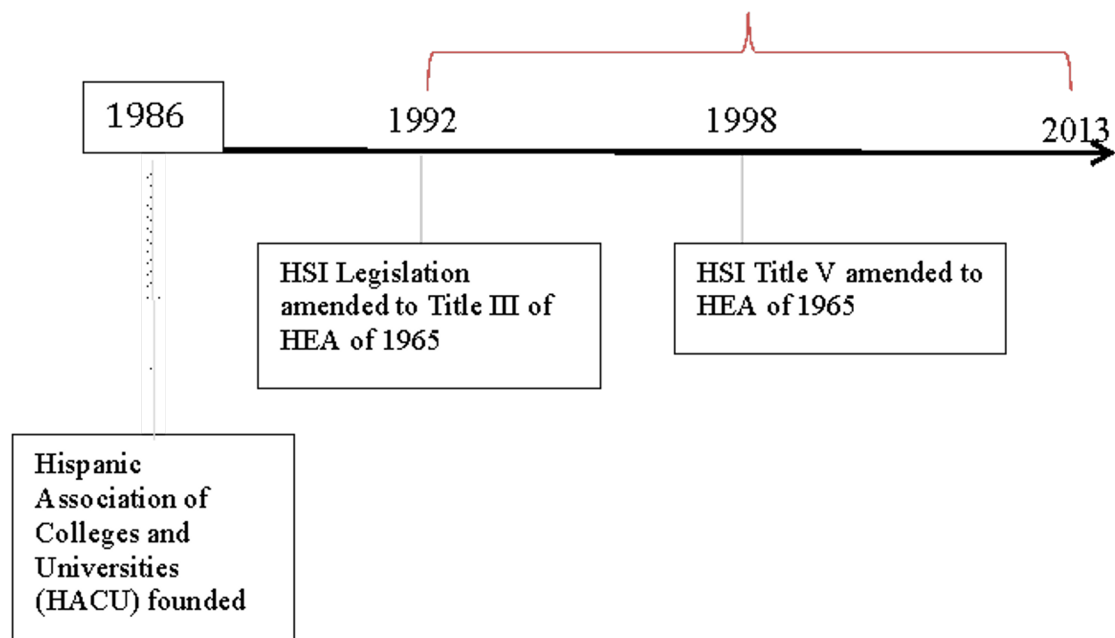 1986
1992
1998
2013
HSI Legislation
amended to Title III of
HEA of 1965
HSI Title V amended to
HEA of 1965
Hispanic
Association of
Colleges and
Universities
(HACU) founded